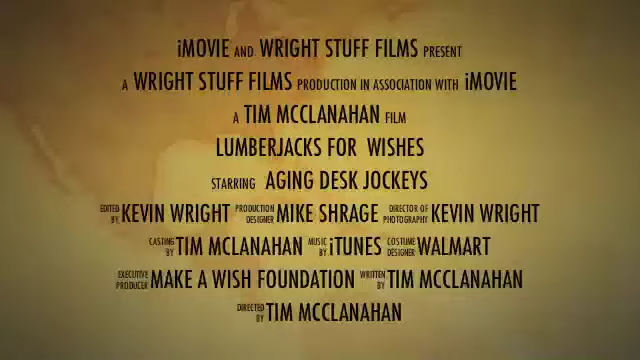 iMOVIE AND WRIGHT STUFF FILMS PRESENT
A WRIGHT STUFF FILMS PRODUCTION IN ASSOCIATION WITH iMOVIE
A TIM MCCLANAHAN FILM
LUMBERJACKS FOR WISHES
STARRING AGING DESK JOCKEYS
EDITED BY KEVIN WRIGHT PRODUCTION DESIGNER MIKE SHRAGE DIRECTOR OF PHOTOGRAPHY KEVIN WRIGHT
CASTING BY TIM MCLANAHAN MUSIC BY iTUNES COSTUME DESIGNER WALMART
EXECUTIVE PRODUCER MAKE A WISH FOUNDATION WRITTEN BY TIM MCCLANAHAN
DIRECTED BY TIM MCCLANAHAN